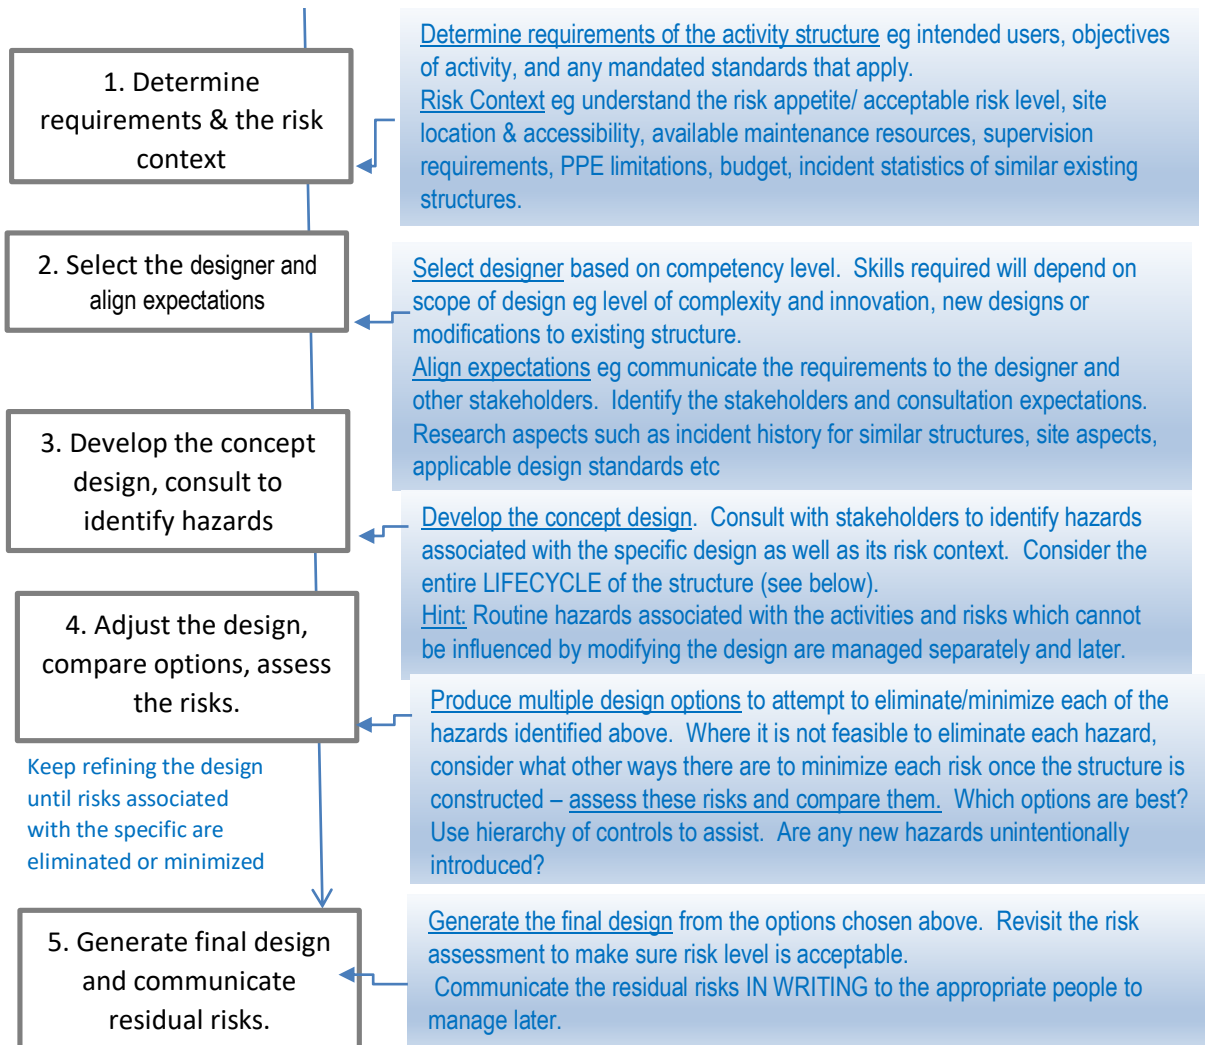 1. Determine
requirements & the risk
context
Determine requirements of the activity structure eg intended users, objectives
of activity, and any mandated standards that apply.
Risk Context eg understand the risk appetite/ acceptable risk level, site
location & accessibility, available maintenance resources, supervision
requirements, PPE limitations, budget, incident statistics of similar existing
structures.
2. Select the designer and
align expectations
Select designer based on competency level.  Skills required will depend on
scope of design eg level of complexity and innovation, new designs or
modifications to existing structure.
Align expectations eg communicate the requirements to the designer and
other stakeholders.  Identify the stakeholders and consultation expectations.
Research aspects such as incident history for similar structures, site aspects,
applicable design standards etc
3. Develop the concept
design, consult to
identify hazards
Develop the concept design.  Consult with stakeholders to identify hazards
associated with the specific design as well as its risk context.  Consider the
entire LIFECYCLE of the structure (see below).
Hint: Routine hazards associated with the activities and risks which cannot
be influenced by modifying the design are managed separately and later.
4. Adjust the design,
compare options, assess
the risks.
Produce multiple design options to attempt to eliminate/minimize each of the
hazards identified above.  Where it is not feasible to eliminate each hazard,
consider what other ways there are to minimize each risk once the structure is
constructed – assess these risks and compare them.  Which options are best?
Use hierarchy of controls to assist.  Are any new hazards unintentionally
introduced?
Keep refining the design
until risks associated
with the specific are
eliminated or minimized
5. Generate final design
and communicate
residual risks.
Generate the final design from the options chosen above.  Revisit the risk
assessment to make sure risk level is acceptable.
Communicate the residual risks IN WRITING to the appropriate people to
manage later.